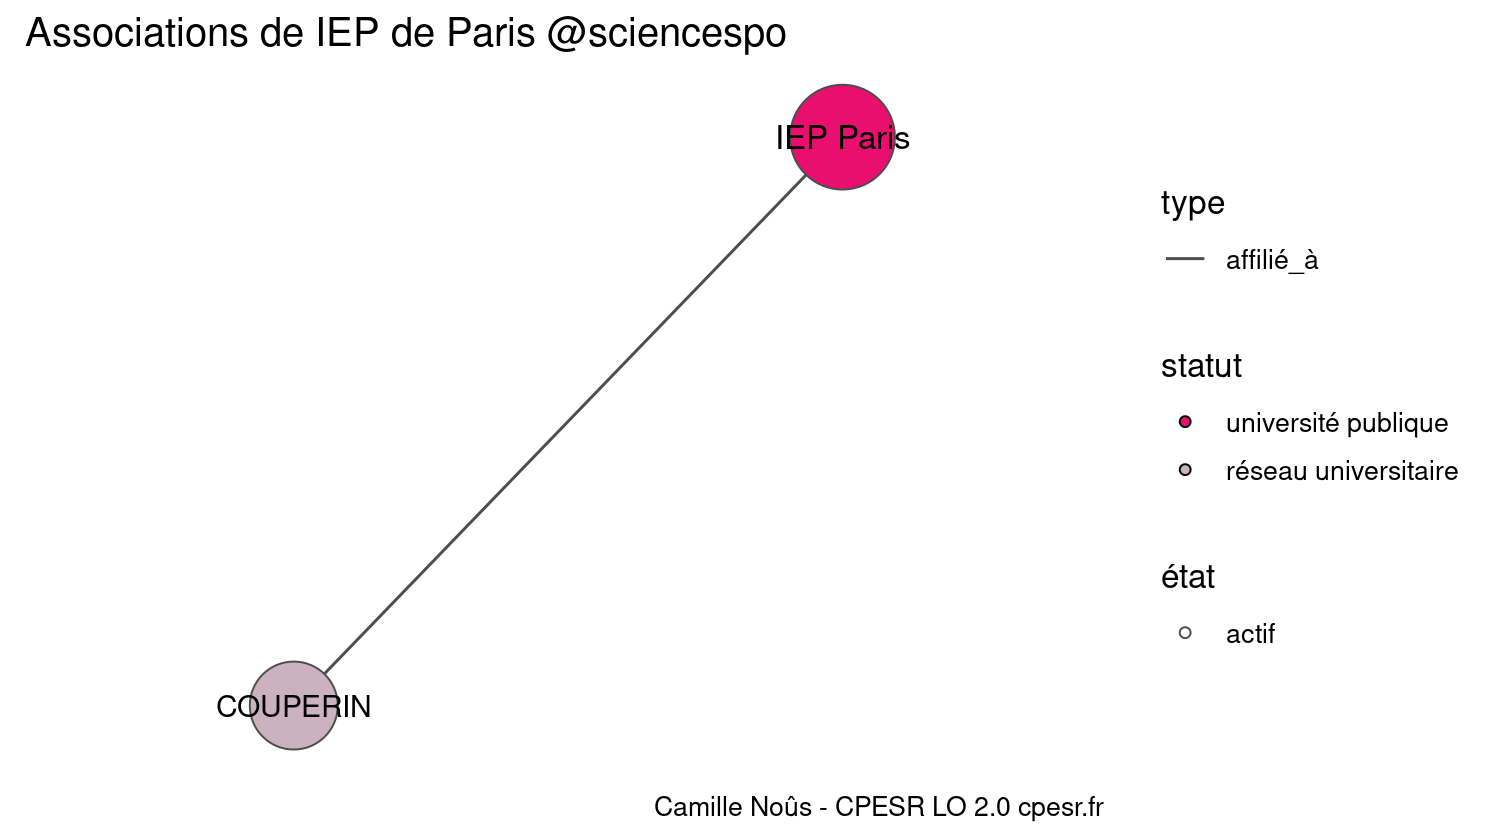 Associations de IEP de Paris @sciencespo
IEP Paris
COUPERIN
type
affilié_à
statut
université publique
réseau universitaire
état
actif
Camille Noûs - CPESR LO 2.0 cpesr.fr